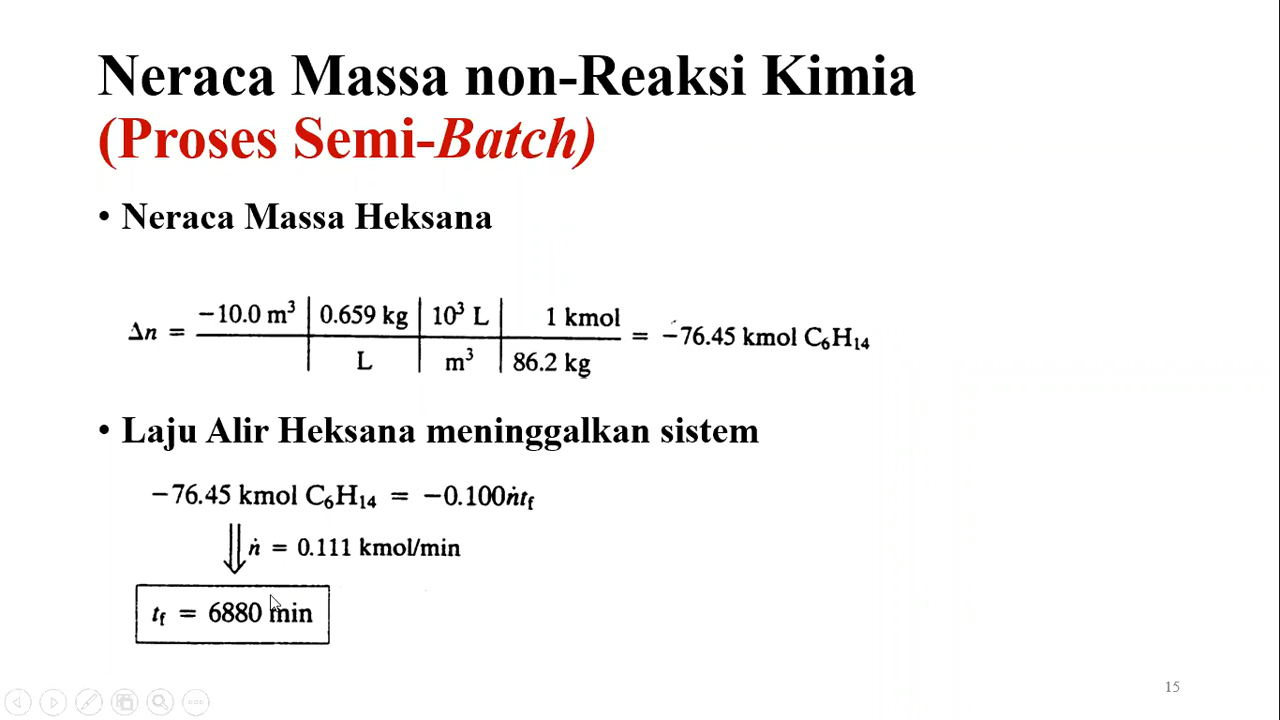 Neraca Massa non-Reaksi Kimia
(Proses Semi-Batch)
• Neraca Massa Heksana
Δn = −10.0 m³ | 0.659 kg | 10³ L | 1 kmol = −76.45 kmol C₆H₁₄
L | m³ | 86.2 kg
• Laju Alir Heksana meninggalkan sistem
−76.45 kmol C₆H₁₄ = −0.100ṅt_f
ṅ = 0.111 kmol/min
t_f = 6880 min
15